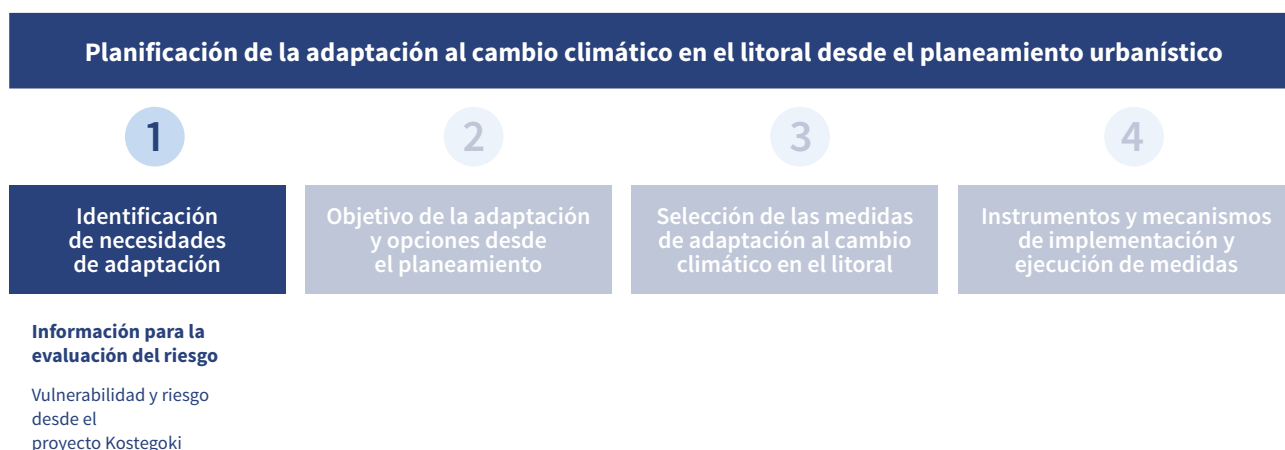 Planificación de la adaptación al cambio climático en el litoral desde el planeamiento urbanístico
1
2
3
4
Identificación
de necesidades
de adaptación
Objetivo de la adaptación
y opciones desde
el planeamiento
Selección de las medidas
de adaptación al cambio
climático en el litoral
Instrumentos y mecanismos
de implementación y
ejecución de medidas
Información para la
evaluación del riesgo
Vulnerabilidad y riesgo
desde el
proyecto Kostegoki